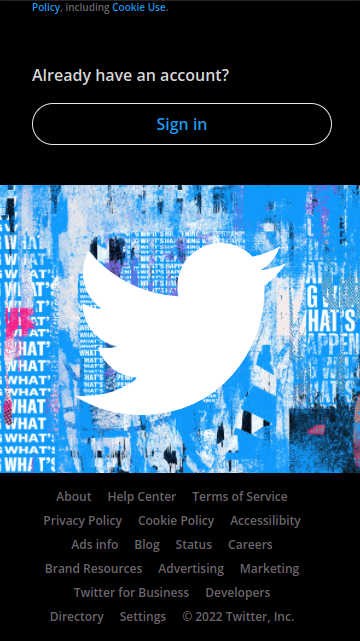 Policy, including Cookie Use.
Already have an account?
Sign in
About Help Center Terms of Service
Privacy Policy Cookie Policy Accessilibity
Ads info Blog Status Careers
Brand Resources Advertising Marketing
Twitter for Business Developers
Directory Settings © 2022 Twitter, Inc.